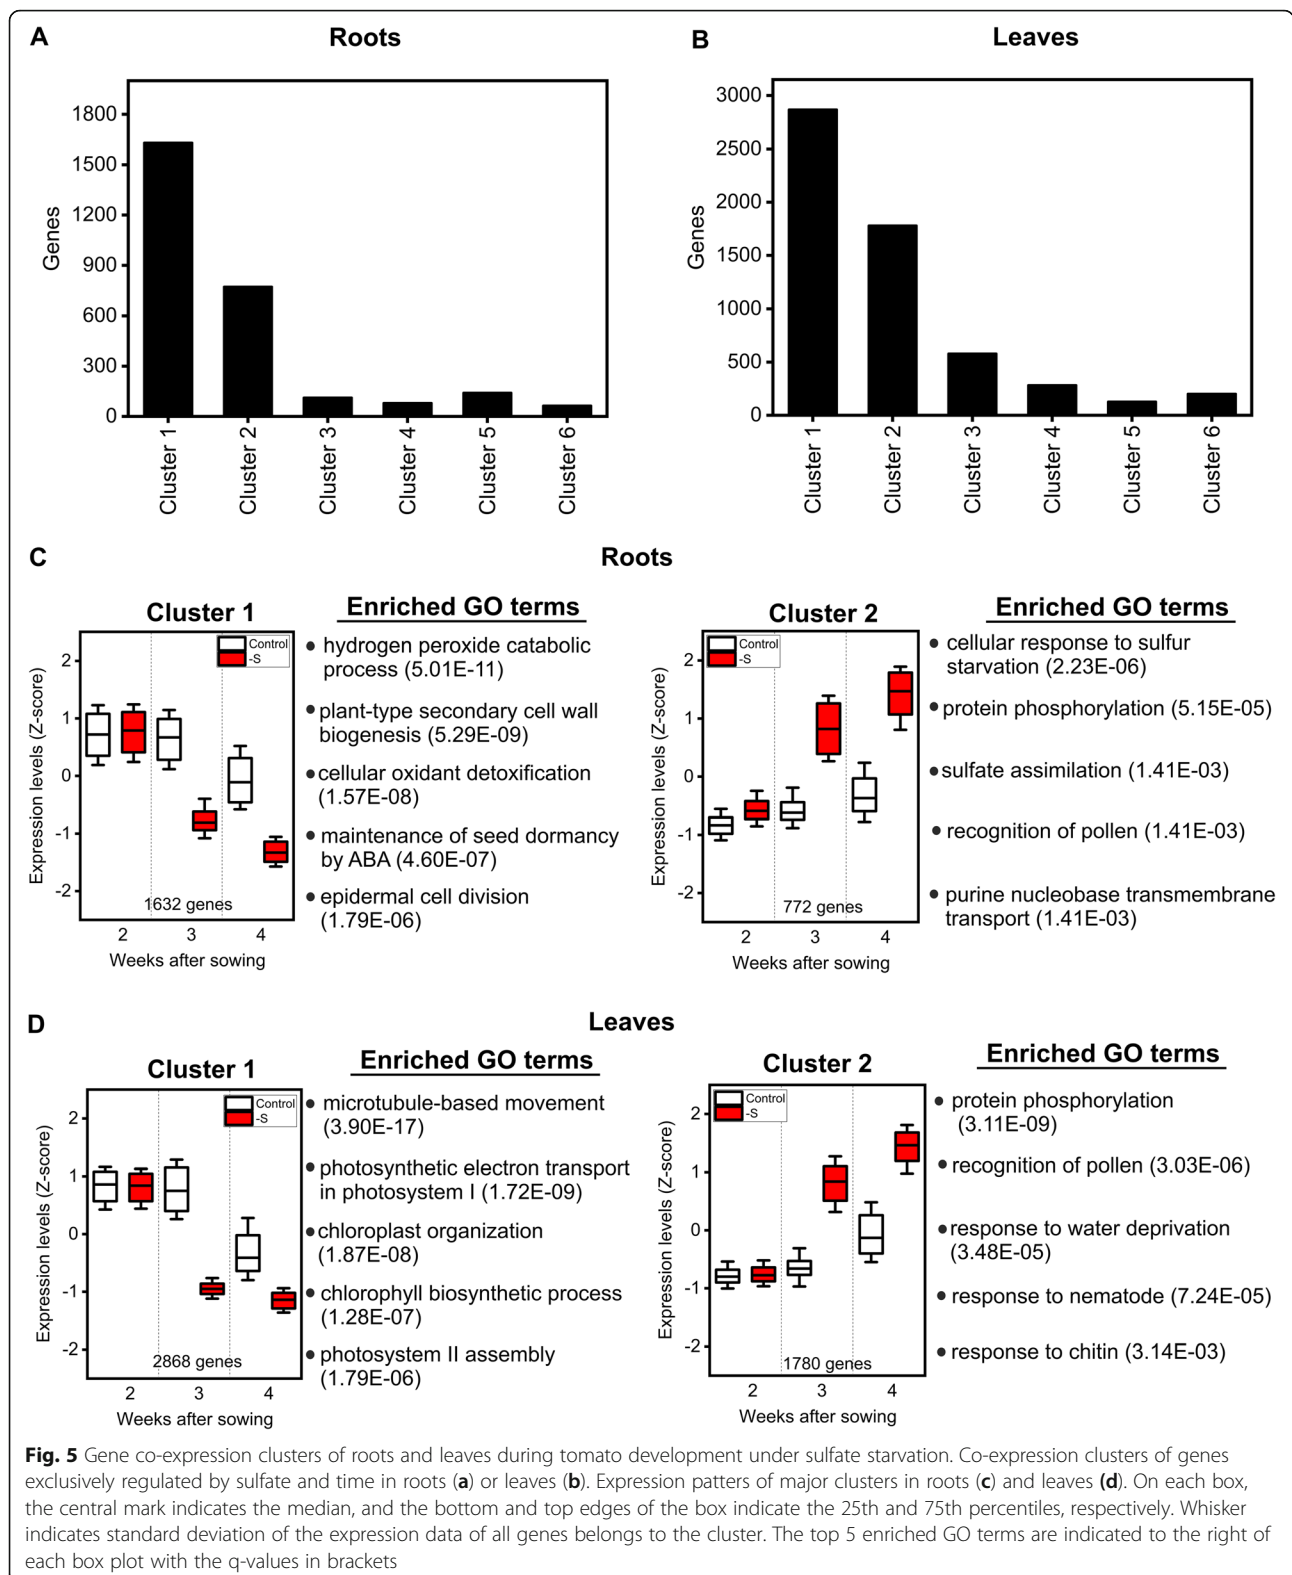 A
Roots
Genes
1800
1500
1200
900
600
300
0
Cluster 1
Cluster 2
Cluster 3
Cluster 4
Cluster 5
Cluster 6
B
Leaves
Genes
3000
2500
2000
1500
1000
500
0
Cluster 1
Cluster 2
Cluster 3
Cluster 4
Cluster 5
Cluster 6
C
Roots
Cluster 1
Expression levels (Z-score)
2
1
0
-1
-2
Control
-S
1632 genes
2 3 4
Weeks after sowing
Enriched GO terms
• hydrogen peroxide catabolic
process (5.01E-11)
• plant-type secondary cell wall
biogenesis (5.29E-09)
• cellular oxidant detoxification
(1.57E-08)
• maintenance of seed dormancy
by ABA (4.60E-07)
• epidermal cell division
(1.79E-06)
Cluster 2
Expression levels (Z-score)
2
1
0
-1
-2
Control
-S
772 genes
2 3 4
Weeks after sowing
Enriched GO terms
• cellular response to sulfur
starvation (2.23E-06)
• protein phosphorylation (5.15E-05)
• sulfate assimilation (1.41E-03)
• recognition of pollen (1.41E-03)
• purine nucleobase transmembrane
transport (1.41E-03)
D
Leaves
Cluster 1
Expression levels (Z-score)
2
1
0
-1
-2
Control
-S
2868 genes
2 3 4
Weeks after sowing
Enriched GO terms
• microtubule-based movement
(3.90E-17)
• photosynthetic electron transport
in photosystem I (1.72E-09)
• chloroplast organization
(1.87E-08)
• chlorophyll biosynthetic process
(1.28E-07)
• photosystem II assembly
(1.79E-06)
Cluster 2
Expression levels (Z-score)
2
1
0
-1
-2
Control
-S
1780 genes
2 3 4
Weeks after sowing
Enriched GO terms
• protein phosphorylation
(3.11E-09)
• recognition of pollen (3.03E-06)
• response to water deprivation
(3.48E-05)
• response to nematode (7.24E-05)
• response to chitin (3.14E-03)
Fig. 5 Gene co-expression clusters of roots and leaves during tomato development under sulfate starvation. Co-expression clusters of genes
exclusively regulated by sulfate and time in roots (a) or leaves (b). Expression patters of major clusters in roots (c) and leaves (d). On each box,
the central mark indicates the median, and the bottom and top edges of the box indicate the 25th and 75th percentiles, respectively. Whisker
indicates standard deviation of the expression data of all genes belongs to the cluster. The top 5 enriched GO terms are indicated to the right of
each box plot with the q-values in brackets